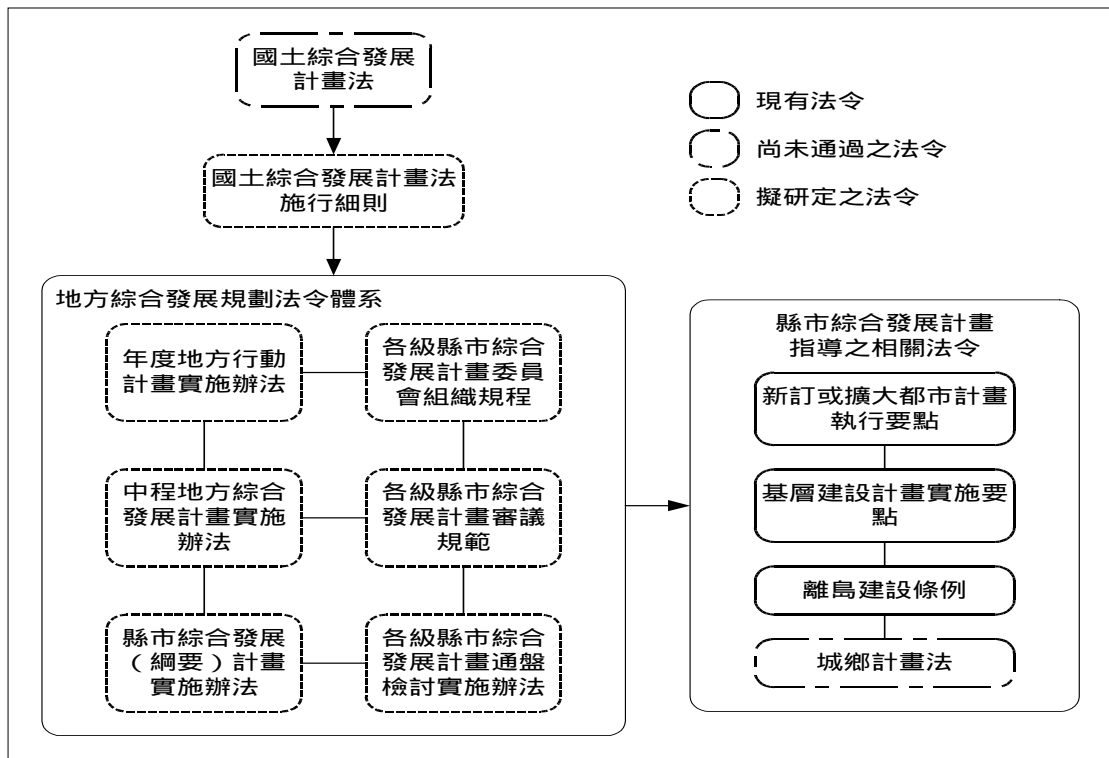 國土綜合發展
計畫法
現有法令
尚未通過之法令
擬研定之法令
國土綜合發展計畫法
施行細則
地方綜合發展規劃法令體系
年度地方行動
計畫實施辦法
各級縣市綜合
發展計畫委員
會組織規程
中程地方綜合
發展計畫實施
辦法
各級縣市綜合
發展計畫審議
規範
縣市綜合發展
（綱要）計畫
實施辦法
各級縣市綜合
發展計畫通盤
檢討實施辦法
縣市綜合發展計畫
指導之相關法令
新訂或擴大都市計畫
執行要点
基層建設計畫實施要
點
離島建設條例
城鄉計畫法